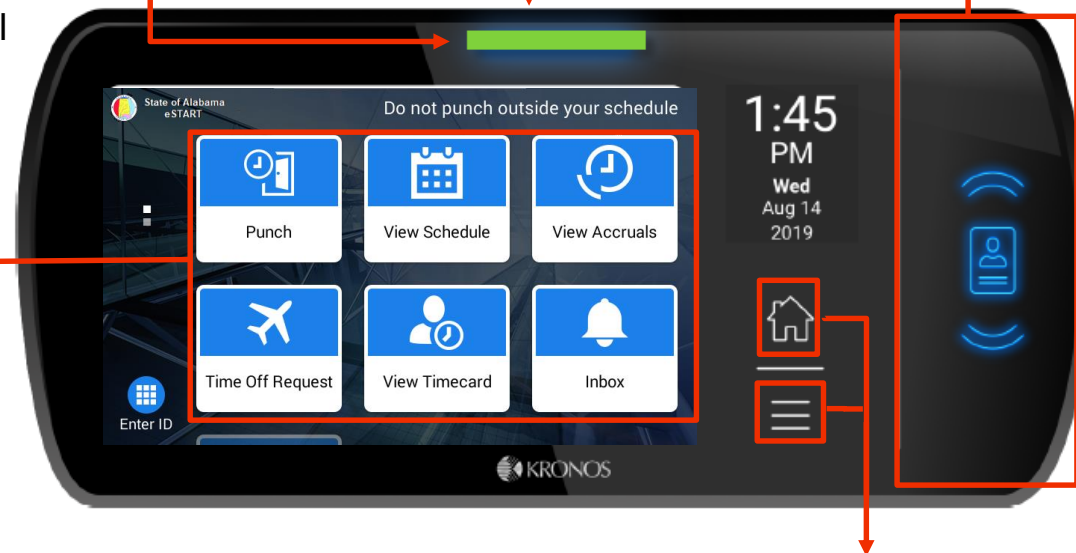 l
State of Alabama
eSTART
Do not punch outside your schedule
Punch
View Schedule
View Accruals
Time Off Request
View Timecard
Inbox
Enter ID
1:45
PM
Wed
Aug 14
2019
KRONOS